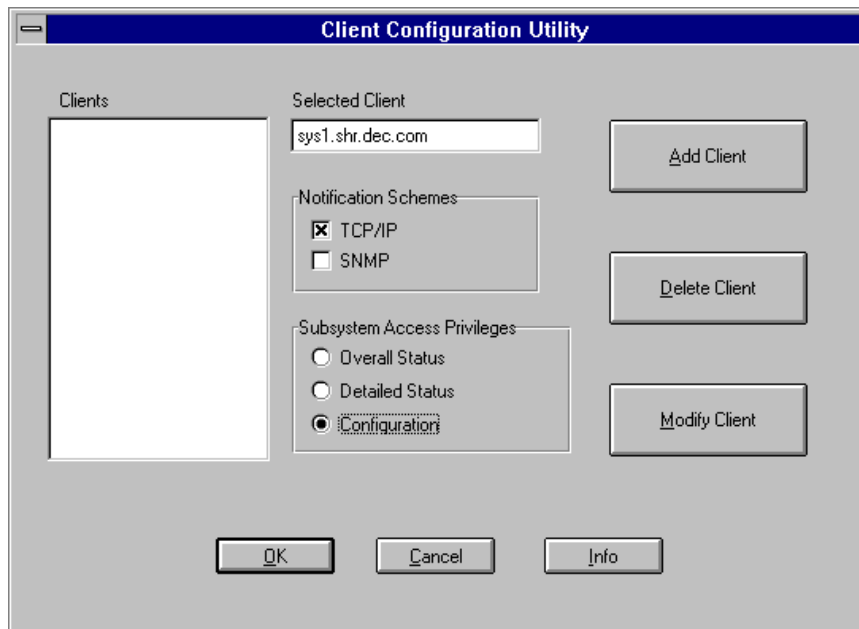 Client Configuration Utility
Clients
Selected Client
sys1.shr.dec.com
Add Client
Notification Schemes
TCP/IP
SNMP
Delete Client
Subsystem Access Privileges
Overall Status
Detailed Status
Configuration
Modify Client
OK
Cancel
Info